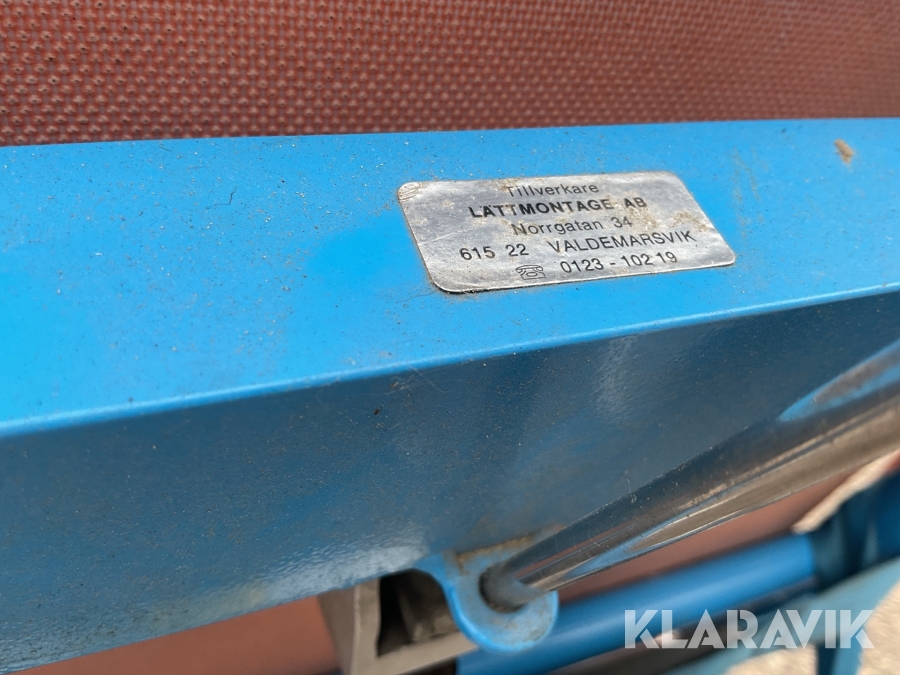 Tillverkare
LÄTTMONTAGE AB
Norrgatan 34
615 22 VALDEMARSVIK
☏ 0123 - 102 19
KLARAVIK